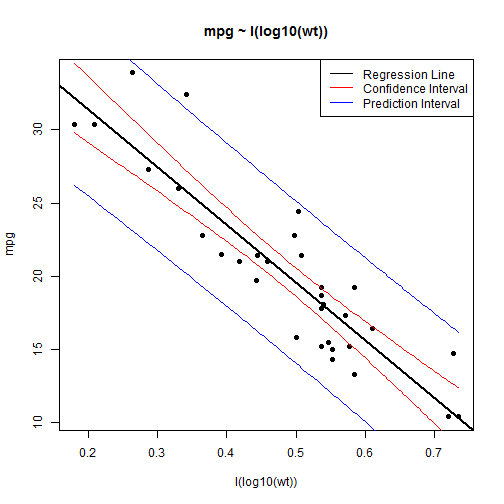 mpg ~ I(log10(wt))
Regression Line
Confidence Interval
Prediction Interval
30
25
20
15
10
mpg
0.2 0.3 0.4 0.5 0.6 0.7
I(log10(wt))